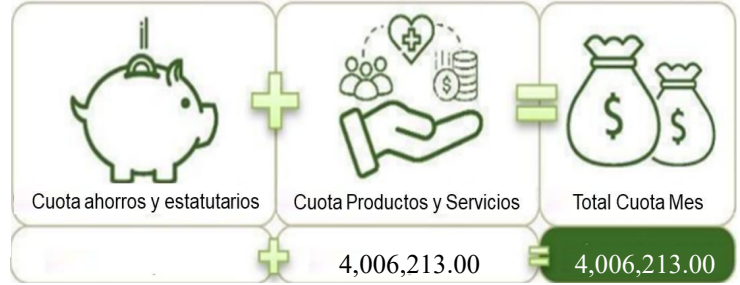 Cuota ahorros y estatutarios
Cuota Productos y Servicios
Total Cuota Mes
4,006,213.00
4,006,213.00